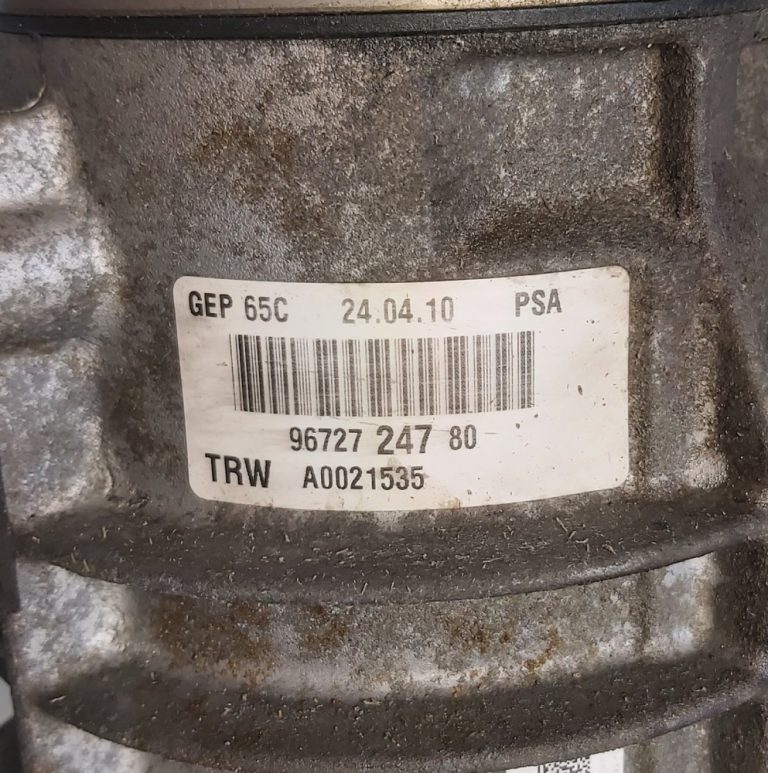 GEP 65C 24.04.10 PSA
96727 247 80
TRW A0021535